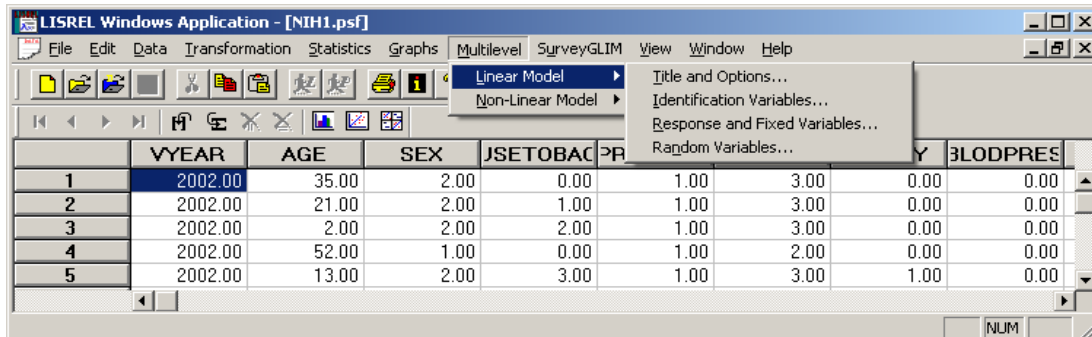 LISREL Windows Application - [NIH1.psf]
File Edit Data Transformation Statistics Graphs Multilevel SurveyGLIM View Window Help
Linear Model Title and Options...
Non-Linear Model Identification Variables...
Response and Fixed Variables...
Random Variables...
VYEAR AGE SEX USETOBAC Y BLODPRES
1 2002.00 35.00 2.00 0.00 1.00 3.00 0.00 0.00
2 2002.00 21.00 2.00 1.00 1.00 3.00 0.00 0.00
3 2002.00 2.00 2.00 2.00 1.00 3.00 0.00 0.00
4 2002.00 52.00 1.00 0.00 1.00 2.00 0.00 0.00
5 2002.00 13.00 2.00 3.00 1.00 3.00 1.00 0.00
NUM